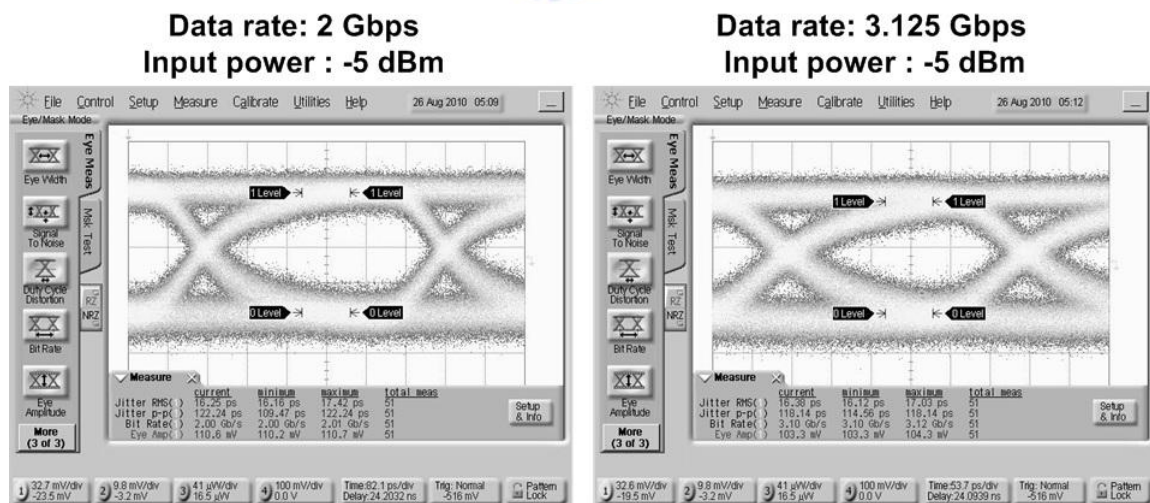 Data rate: 2 Gbps
Input power : -5 dBm
File Control Setup Measure Calibrate Utilities Help 26 Aug 2010 05:09
Eye/Mask Mode
Eye Meas
Msk Test
Eye Width
Signal
To Noise
Duty Cycle
Distortion
RZ
NRZ
Bit Rate
Eye
Amplitude
More
(3 of 3)
1 Level 1 Level
0 Level 0 Level
Measure
current minimum maximum total meas
Jitter RMS( ) 16.25 ps 16.16 ps 17.42 ps 51
Jitter p-p( ) 122.24 ps 109.47 ps 122.24 ps 51
Bit Rate( ) 2.00 Gb/s 2.00 Gb/s 2.01 Gb/s 51
Eye Amp( ) 110.6 mV 110.2 mV 110.7 mV 51
Setup
& Info
1 32.7 mV/div 2 9.8 mV/div 3 41 µW/div 4 100 mV/div Time:82.1 ps/div Trig: Normal Pattern
-23.5 mV -3.2 mV 16.5 µW 0.0 V Delay:24.2032 ns -516 mV Lock
Data rate: 3.125 Gbps
Input power : -5 dBm
File Control Setup Measure Calibrate Utilities Help 26 Aug 2010 05:12
Eye/Mask Mode
Eye Meas
Msk Test
Eye Width
Signal
To Noise
Duty Cycle
Distortion
RZ
NRZ
Bit Rate
Eye
Amplitude
More
(3 of 3)
1 Level 1 Level
0 Level 0 Level
Measure
current minimum maximum total meas
Jitter RMS( ) 16.38 ps 16.12 ps 17.03 ps 51
Jitter p-p( ) 118.14 ps 114.56 ps 118.14 ps 51
Bit Rate( ) 3.10 Gb/s 3.10 Gb/s 3.12 Gb/s 51
Eye Amp( ) 103.3 mV 103.3 mV 104.3 mV 51
Setup
& Info
1 32.6 mV/div 2 9.8 mV/div 3 41 µW/div 4 100 mV/div Time:53.7 ps/div Trig: Normal Pattern
-19.5 mV -3.2 mV 16.5 µW 0.0 V Delay:24.0939 ns -516 mV Lock